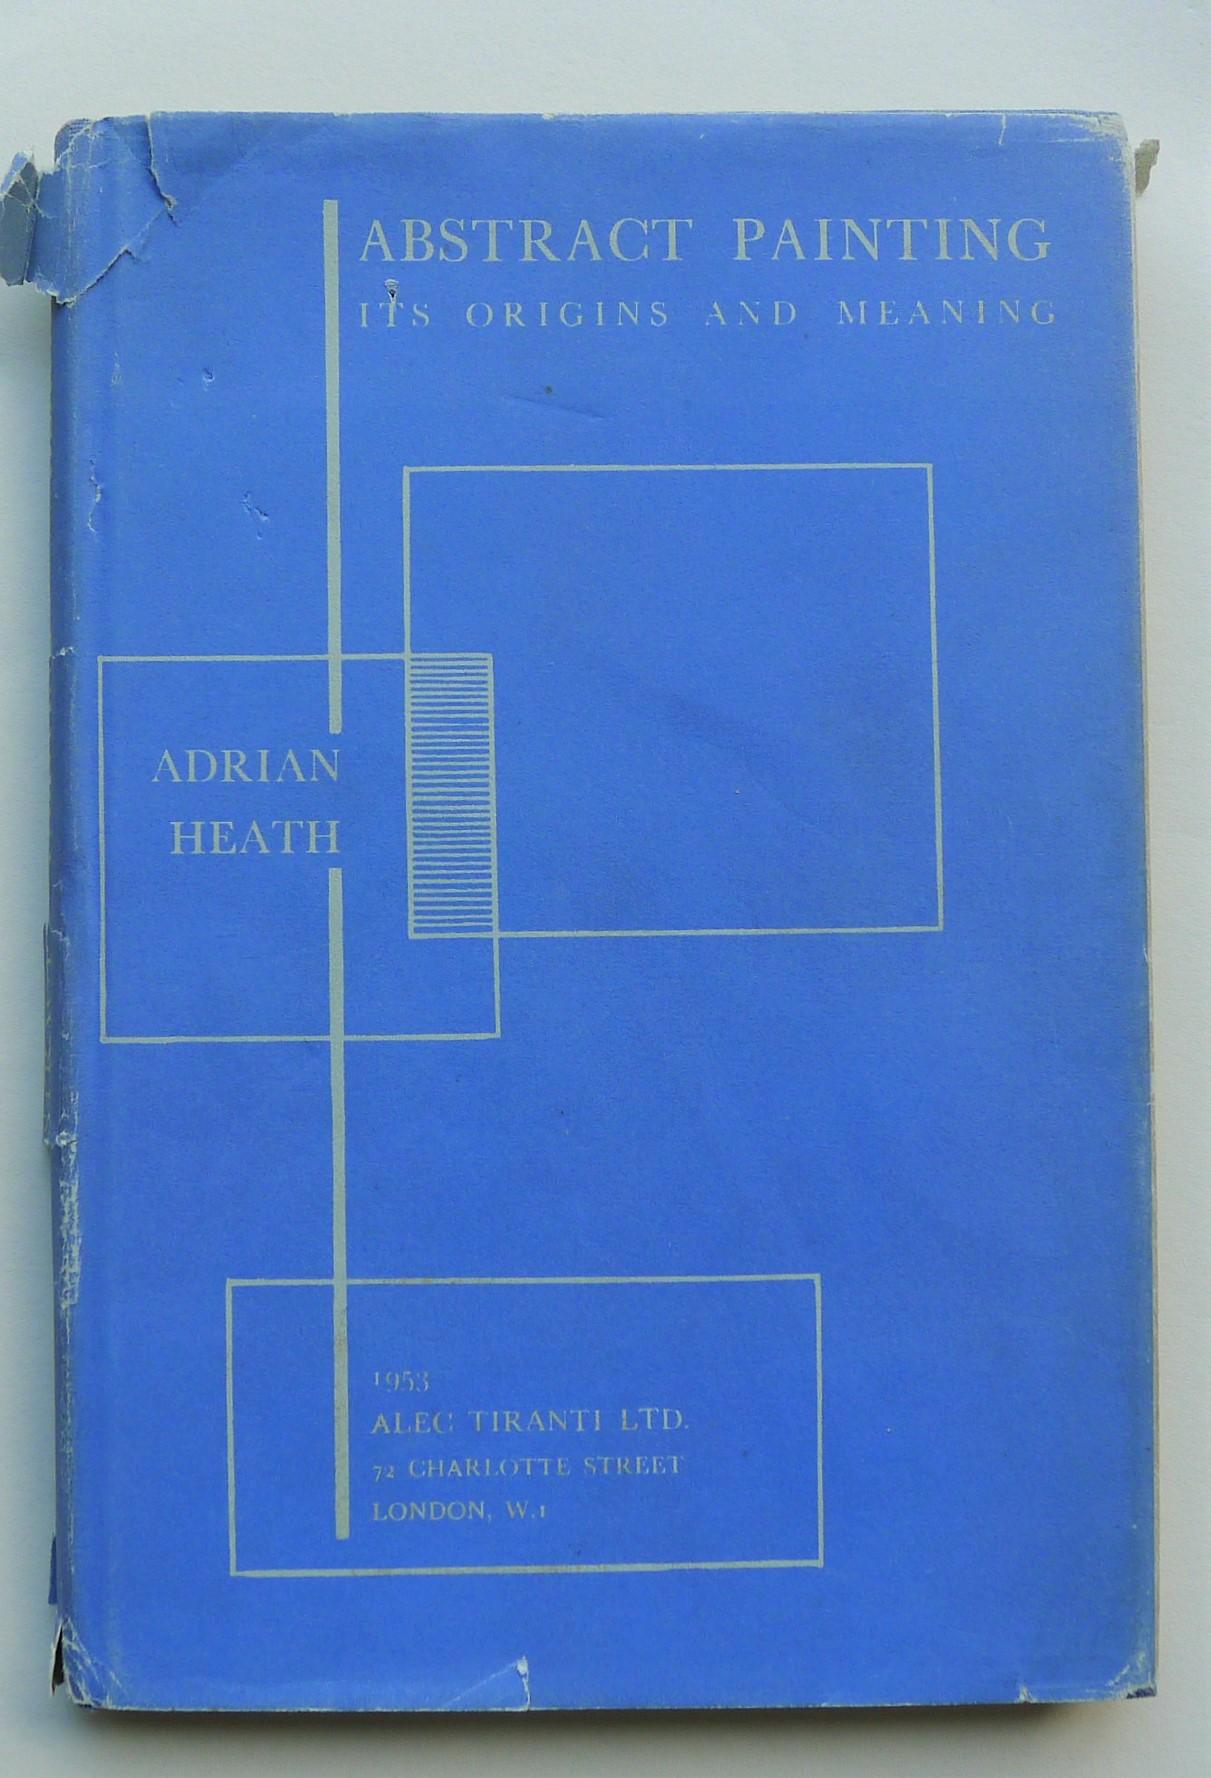 ABSTRACT PAINTING
ITS ORIGINS AND MEANING
ADRIAN
HEATH
1953
ALEC TIRANTI LTD.
72 CHARLOTTE STREET
LONDON, W.1